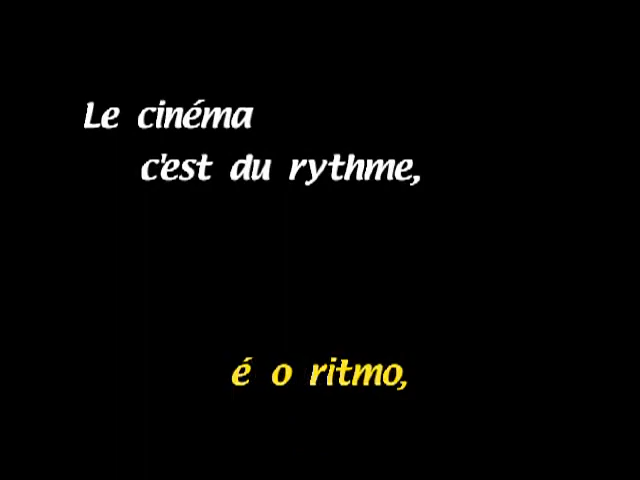 Le cinéma
c'est du rythme,
é o ritmo,